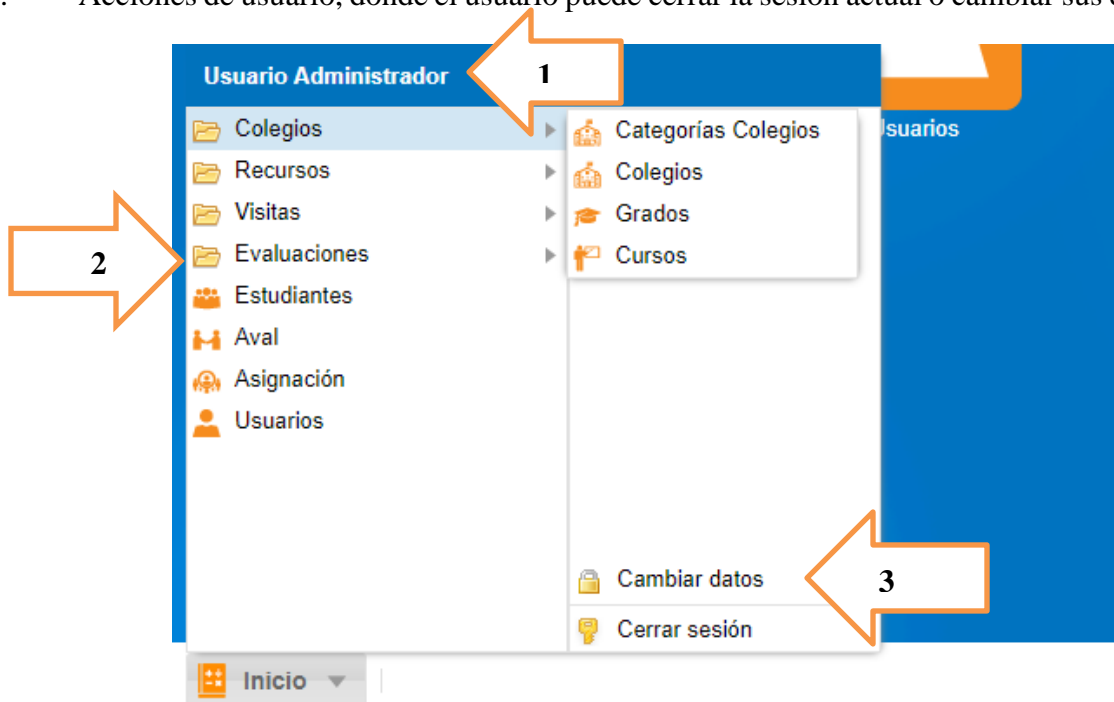 Acciones de usuario, donde el usuario puede cerrar la sesión actual o cambiar sus
Usuario Administrador
1
Colegios
Categorías Colegios
Usuarios
Recursos
Colegios
Visitas
Grados
2
Evaluaciones
Cursos
Estudiantes
Aval
Asignación
Usuarios
Cambiar datos
3
Cerrar sesión
Inicio